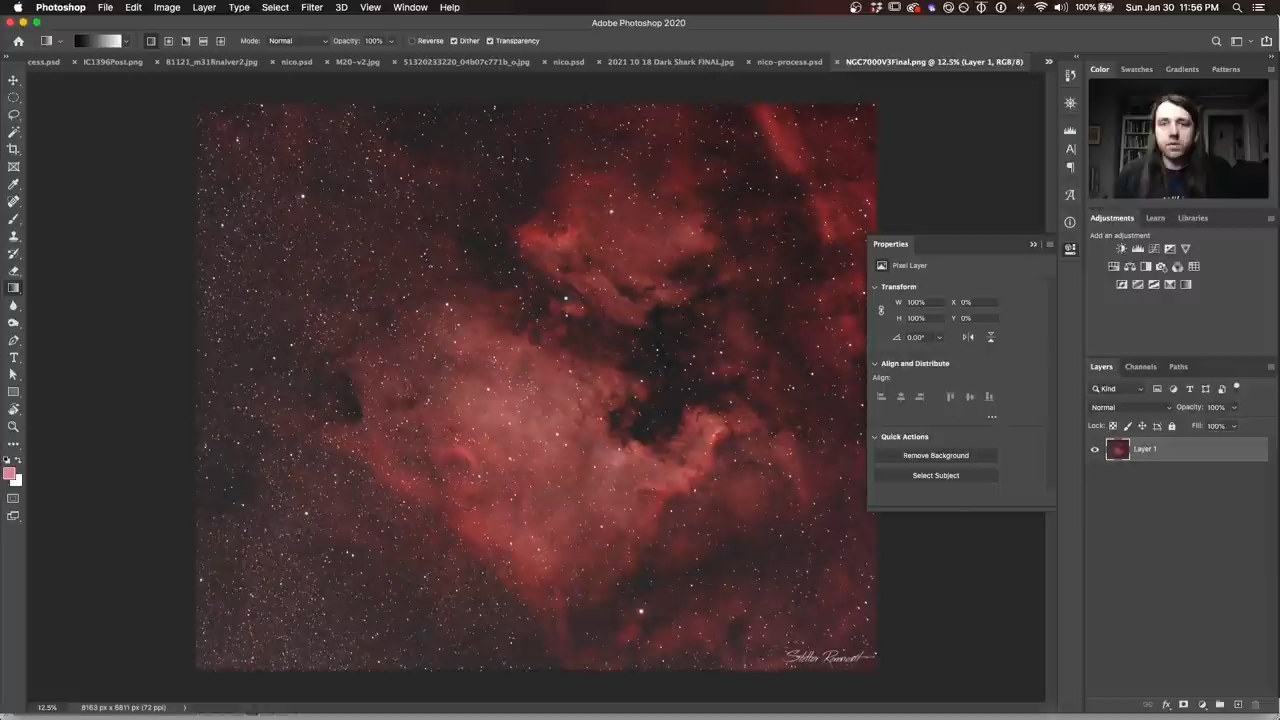 Photoshop File Edit Image Layer Type Select Filter 3D View Window Help 100% Sun Jan 30 11:56 PM
Adobe Photoshop 2020
Mode: Normal Opacity: 100% Reverse Dither Transparency
cess.psd × IC1396Post.png × 81121_m31finalver2.jpg × nico.psd × M20-v2.jpg × 51320233220_04b07c771b_o.jpg × nico.psd × 2021 10 18 Dark Shark FINAL.jpg × nico-process.psd × NGC7000V3Final.png @ 12.5% (Layer 1, RGB/8)
Color Swatches Gradients Patterns
Adjustments Learn Libraries
Add an adjustment
Properties
Pixel Layer
Transform
W 100% X 0%
H 100% Y 0%
0.00°
Align and Distribute
Align:
Quick Actions
Remove Background
Select Subject
Layers Channels Paths
Kind
Normal Opacity: 100%
Lock: Fill: 100%
Layer 1
12.5% 8163 px x 8811 px (72 ppi)